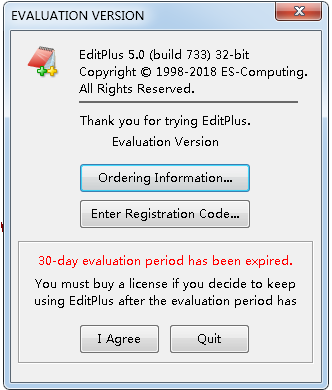 EVALUATION VERSION
EditPlus 5.0 (build 733) 32-bit
Copyright © 1998-2018 ES-Computing.
All Rights Reserved.
Thank you for trying EditPlus.
Evaluation Version
Ordering Information...
Enter Registration Code...
30-day evaluation period has been expired.
You must buy a license if you decide to keep
using EditPlus after the evaluation period has
I Agree
Quit